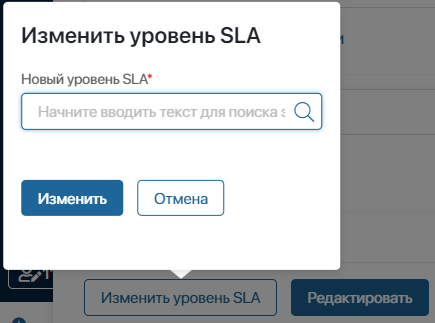 Изменить уровень SLA
Новый уровень SLA*
Начните вводить текст для поиска
Изменить
Отмена
Изменить уровень SLA
Редактировать